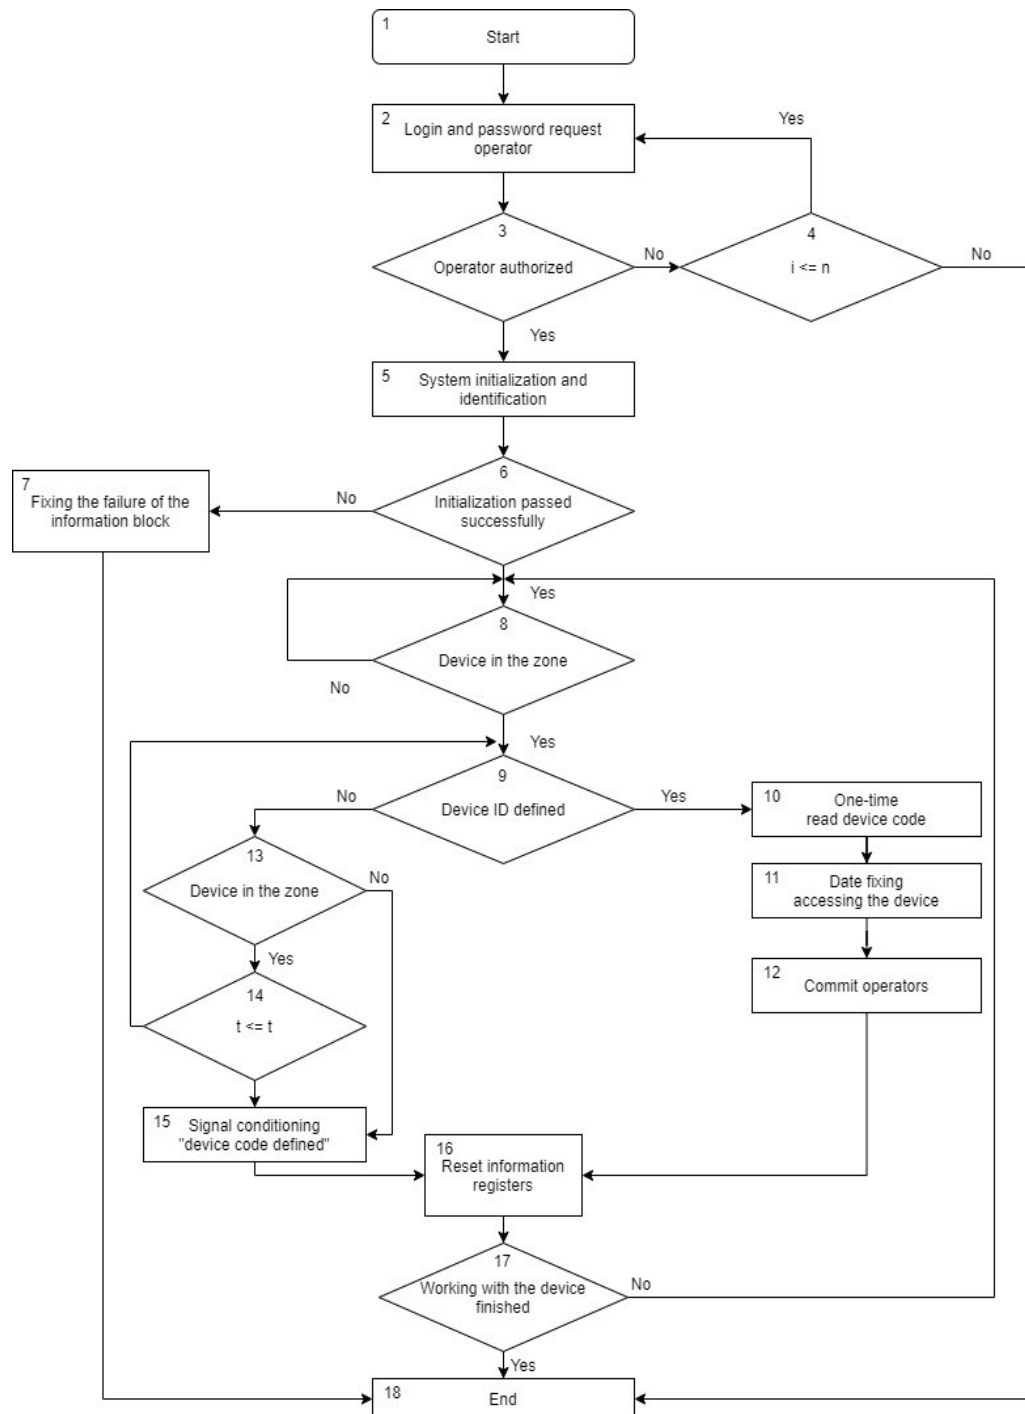 1
Start
2
Login and password request
operator
Yes
3
Operator authorized
No
4
i <= n
No
Yes
5
System initialization and
identification
6
Initialization passed
successfully
No
7
Fixing the failure of the
information block
Yes
8
Device in the zone
No
Yes
9
Device ID defined
No
Yes
10
One-time
read device code
11
Date fixing
accessing the device
12
Commit operators
13
Device in the zone
No
Yes
14
t <= t
15
Signal conditioning
"device code defined"
16
Reset information
registers
17
Working with the device
finished
No
Yes
18
End